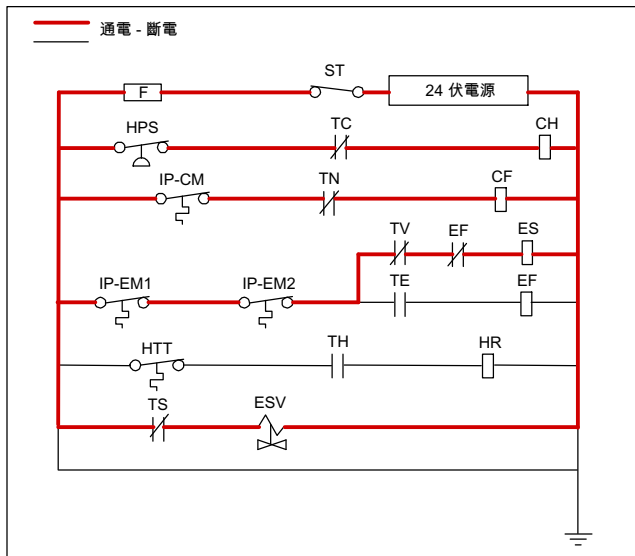 通電 - 斷電
ST
F
24 伏電源
HPS
TC
CH
IP-CM
TN
CF
TV
EF
ES
IP-EM1
IP-EM2
TE
EF
HTT
TH
HR
TS
ESV